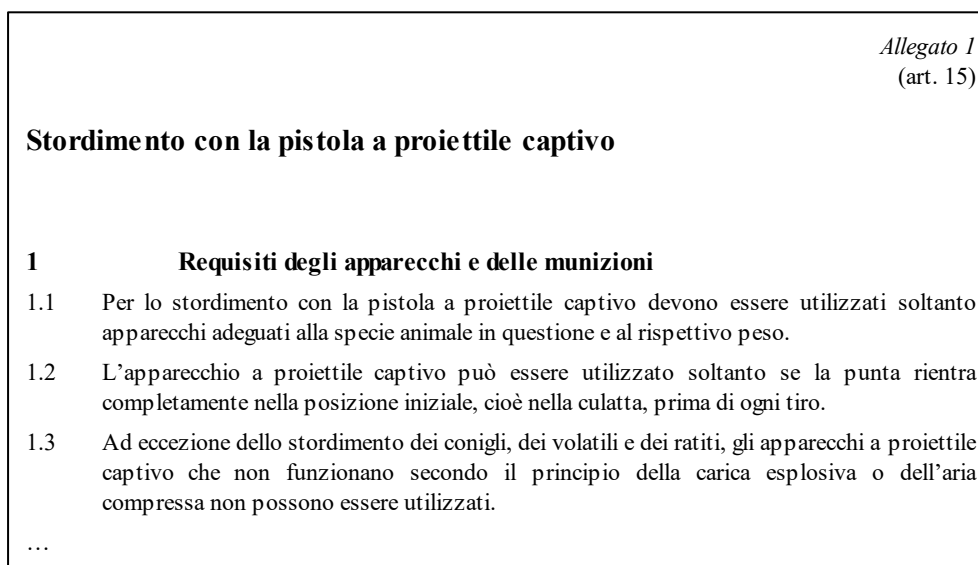 Allegato 1
(art. 15)
Stordimento con la pistola a proiettile captivo
1 Requisiti degli apparecchi e delle munizioni
1.1 Per lo stordimento con la pistola a proiettile captivo devono essere utilizzati soltanto
apparecchi adeguati alla specie animale in questione e al rispettivo peso.
1.2 L’apparecchio a proiettile captivo può essere utilizzato soltanto se la punta rientra
completamente nella posizione iniziale, cioè nella culatta, prima di ogni tiro.
1.3 Ad eccezione dello stordimento dei conigli, dei volatili e dei ratiti, gli apparecchi a proiettile
captivo che non funzionano secondo il principio della carica esplosiva o dell’aria
compressa non possono essere utilizzati.
…